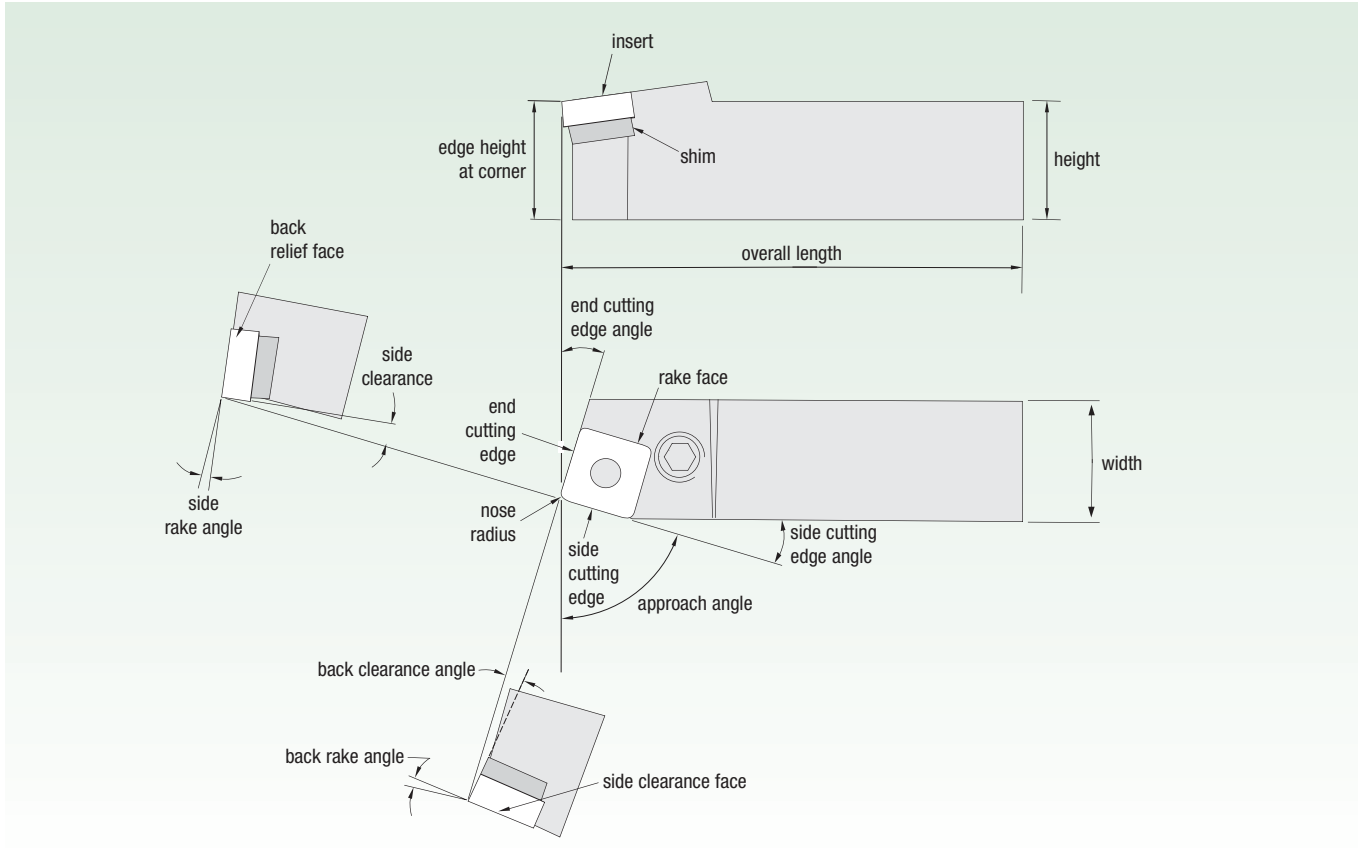 insert
edge height
at corner
shim
height
back
relief face
overall length
end cutting
edge angle
side
clearance
rake face
end
cutting
edge
width
side
rake angle
nose
radius
side
cutting
edge
side cutting
edge angle
approach angle
back clearance angle
back rake angle
side clearance face